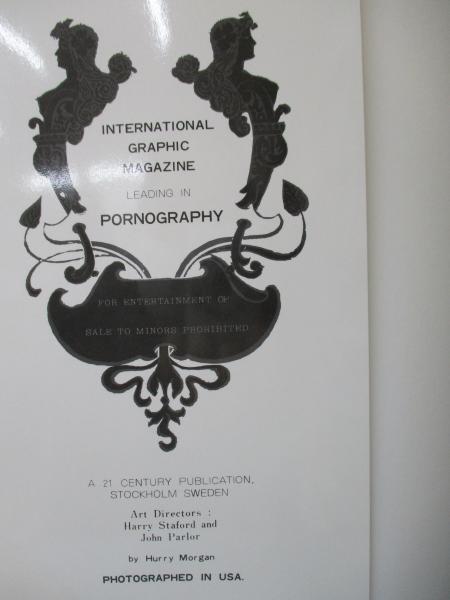 INTERNATIONAL
GRAPHIC
MAGAZINE
LEADING IN
PORNOGRAPHY
FOR ENTERTAINMENT OF
SALE TO MINORS PROHIBITED
A 21 CENTURY PUBLICATION,
STOCKHOLM SWEDEN
Art Directors :
Harry Staford and
John Parlor
by Hurry Morgan
PHOTOGRAPHED IN USA.